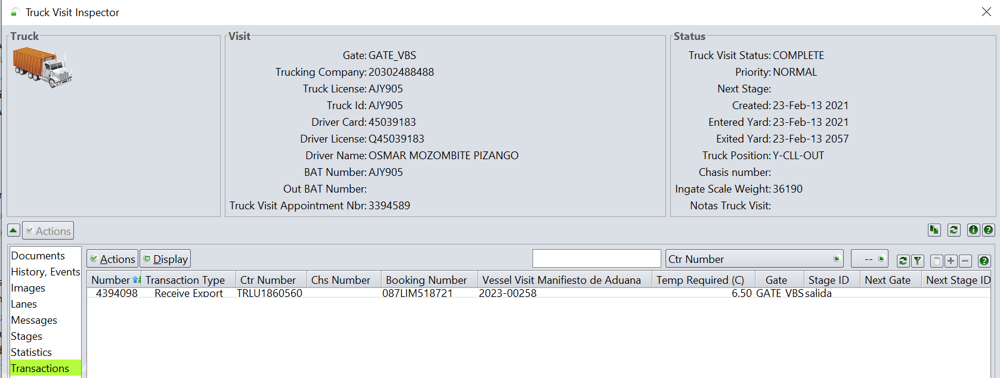 Truck Visit Inspector
Truck
Visit
Gate: GATE_VBS
Trucking Company: 20302488488
Truck License: AJY905
Truck Id: AJY905
Driver Card: 45039183
Driver License: Q45039183
Driver Name: OSMAR MOZOMBITE PIZANGO
BAT Number: AJY905
Out BAT Number:
Truck Visit Appointment Nbr: 3394589
Status
Truck Visit Status: COMPLETE
Priority: NORMAL
Next Stage:
Created: 23-Feb-13 2021
Entered Yard: 23-Feb-13 2021
Exited Yard: 23-Feb-13 2057
Truck Position: Y-CLL-OUT
Chasis number:
Ingate Scale Weight: 36190
Notas Truck Visit:
Actions
Documents
History, Events
Images
Lanes
Messages
Stages
Statistics
Transactions
Actions Display Ctr Number --
Number Transaction Type Ctr Number Chs Number Booking Number Vessel Visit Manifiesto de Aduana Temp Required (C) Gate Stage ID Next Gate Next Stage ID
4394098 Receive Export TRLU1860560 087LIM518721 2023-00258 6.50 GATE_VBS salida